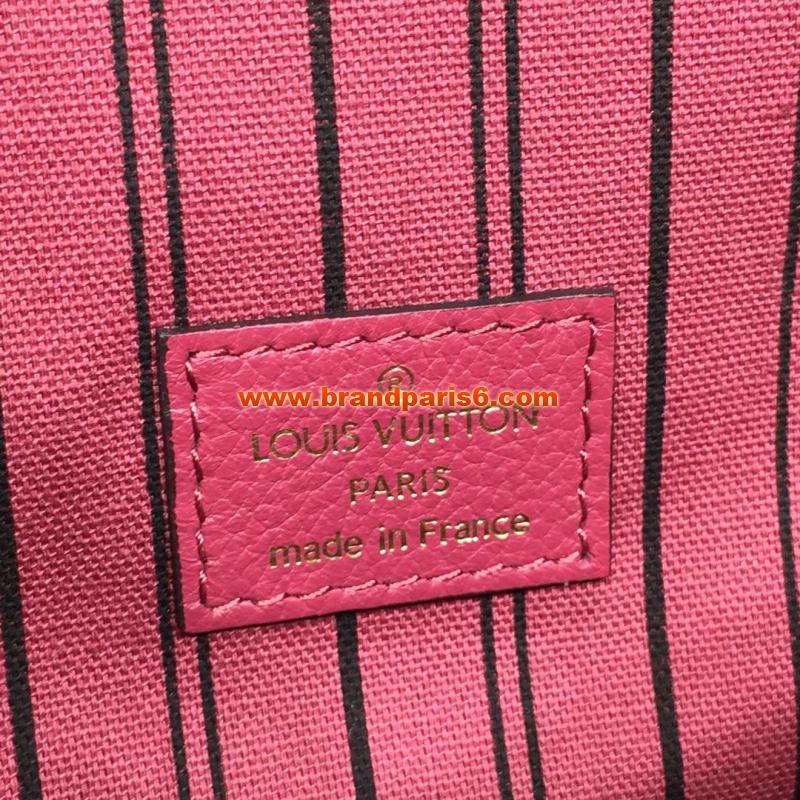 ®
www.brandparis6.com
LOUIS VUITTON
PARIS
made in France